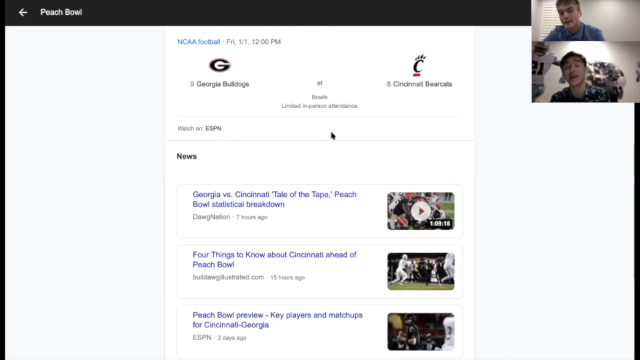 Peach Bowl
NCAA football · Fri, 1/1, 12:00 PM
G
C
9 Georgia Bulldogs
at
8 Cincinnati Bearcats
Bowls
Limited in-person attendance
Watch on: ESPN
News
Georgia vs. Cincinnati 'Tale of the Tape,' Peach
Bowl statistical breakdown
DawgNation · 7 hours ago
1:09:18
Four Things to Know about Cincinnati ahead of
Peach Bowl
bulldawgillustrated.com · 15 hours ago
Peach Bowl preview - Key players and matchups
for Cincinnati-Georgia
ESPN · 2 days ago
21